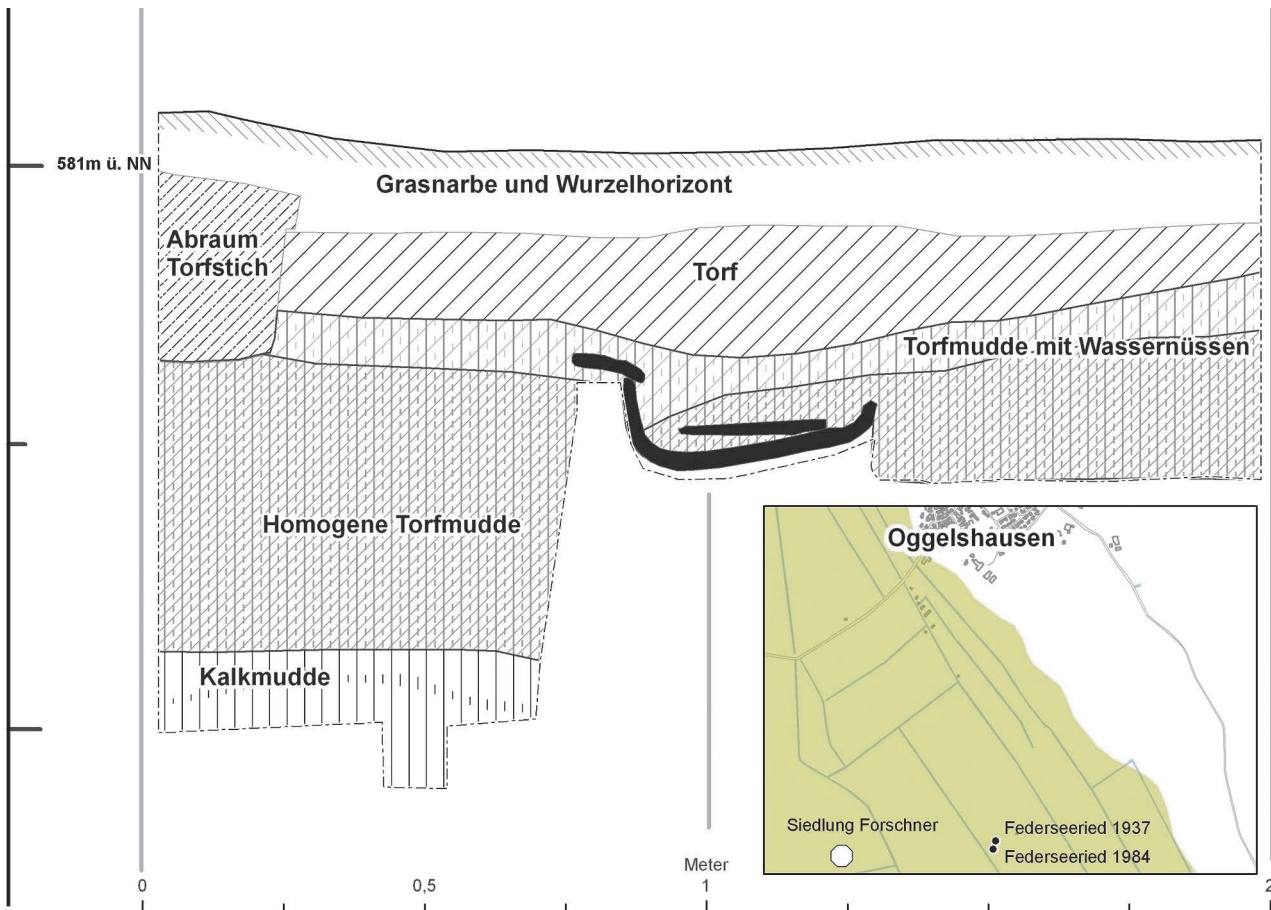 581m ü. NN
Grasnarbe und Wurzelhorizont
Abraum
Torfstich
Torf
Torfmudde mit Wassernüssen
Homogene Torfmudde
Kalkmudde
Oggelshausen
Siedlung Forschner
Federseeried 1937
Federseeried 1984
Meter
0
0,5
1
2